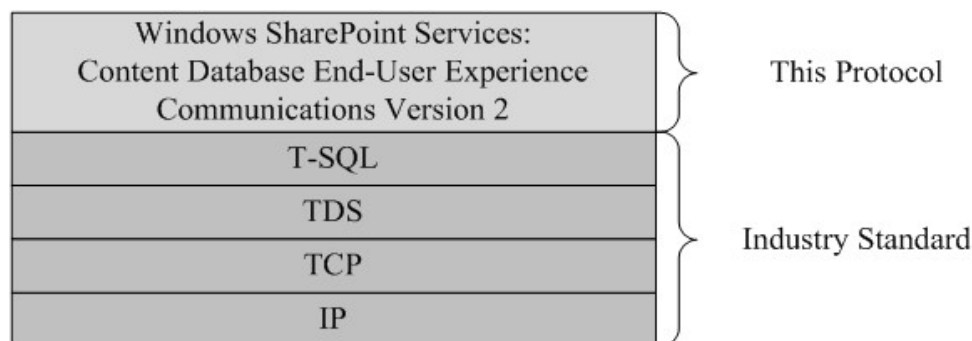 Windows SharePoint Services:
Content Database End-User Experience
Communications Version 2
This Protocol
T-SQL
TDS
TCP
IP
Industry Standard